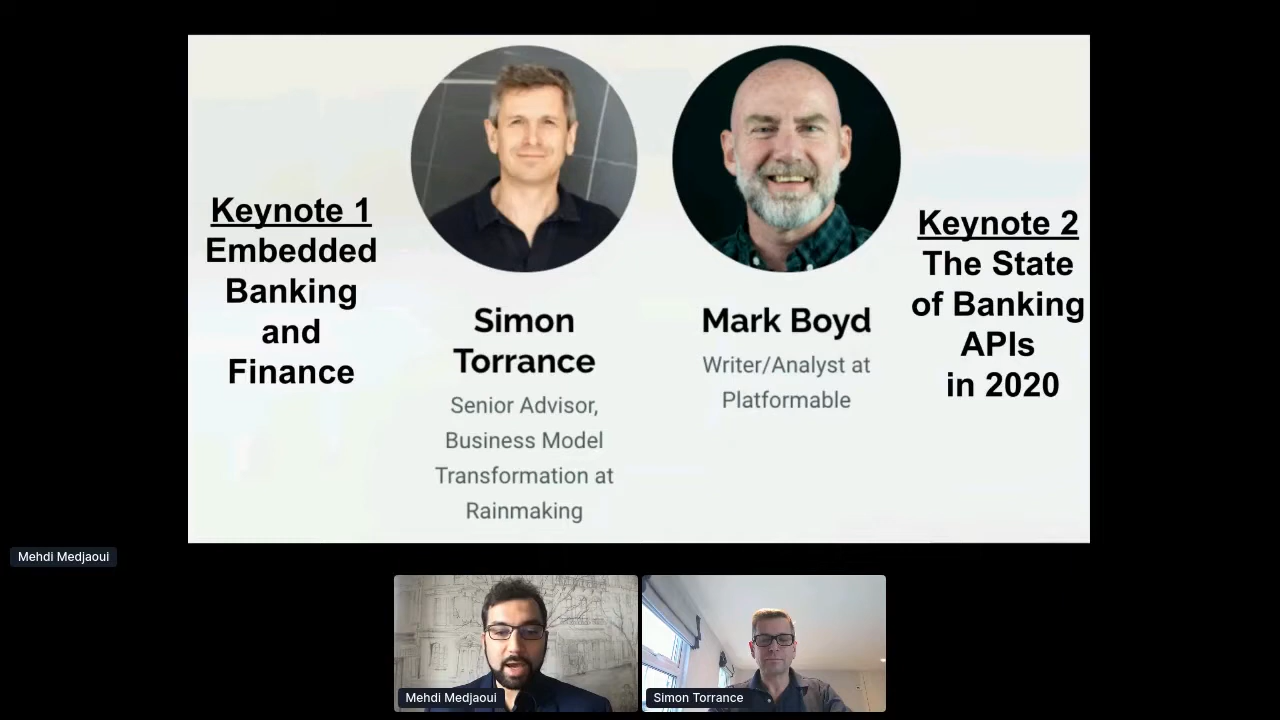 Keynote 1
Embedded
Banking
and
Finance
Simon
Torrance
Senior Advisor,
Business Model
Transformation at
Rainmaking
Mark Boyd
Writer/Analyst at
Platformable
Keynote 2
The State
of Banking
APIs
in 2020
Mehdi Medjaoui
Mehdi Medjaoui
Simon Torrance